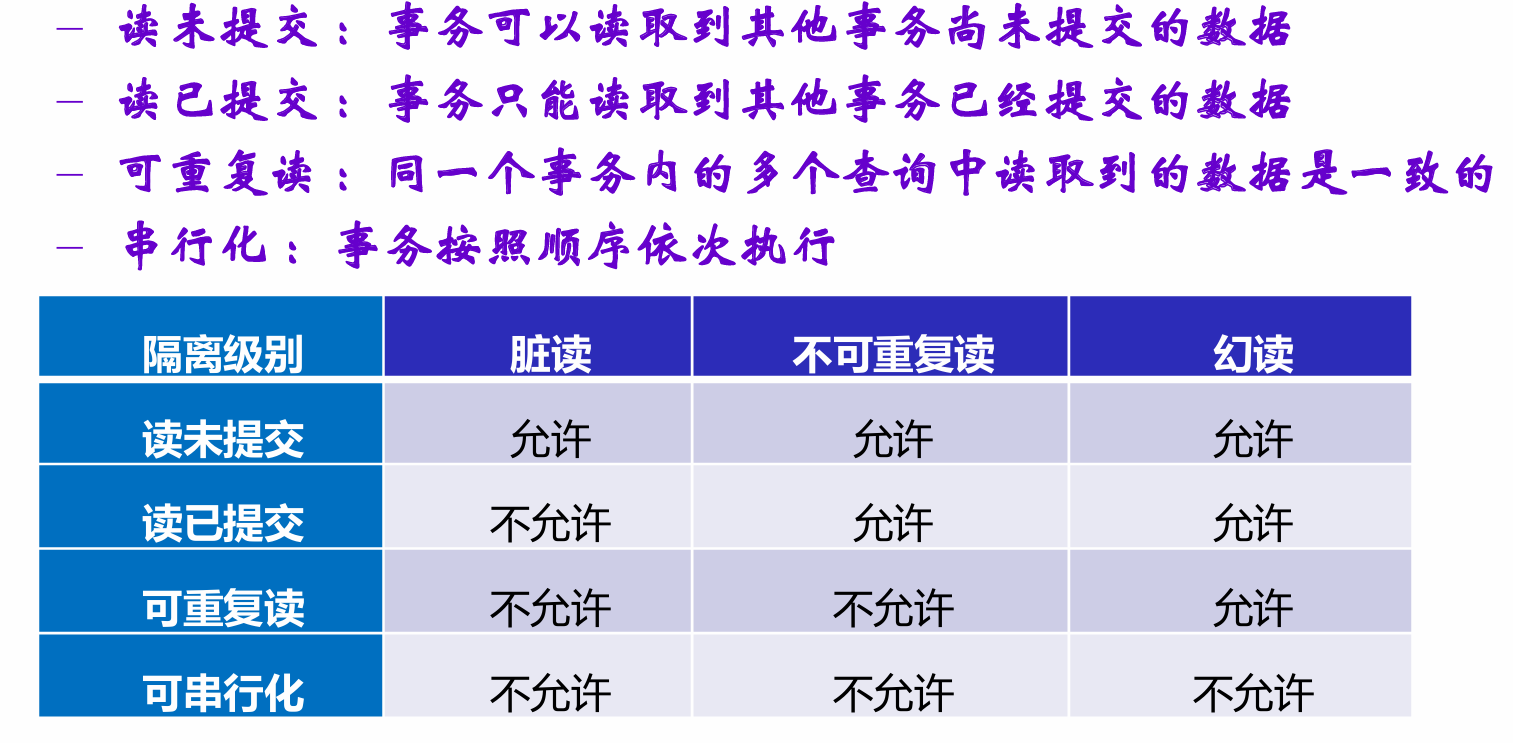 – 读未提交：事务可以读取到其他事务尚未提交的数据
– 读已提交：事务只能读取到其他事务已经提交的数据
– 可重复读：同一个事务内的多个查询中读取到的数据是一致的
– 串行化：事务按照顺序依次执行
隔离级别 脏读 不可重复读 幻读
读未提交 允许 允许 允许
读已提交 不允许 允许 允许
可重复读 不允许 不允许 允许
可串行化 不允许 不允许 不允许